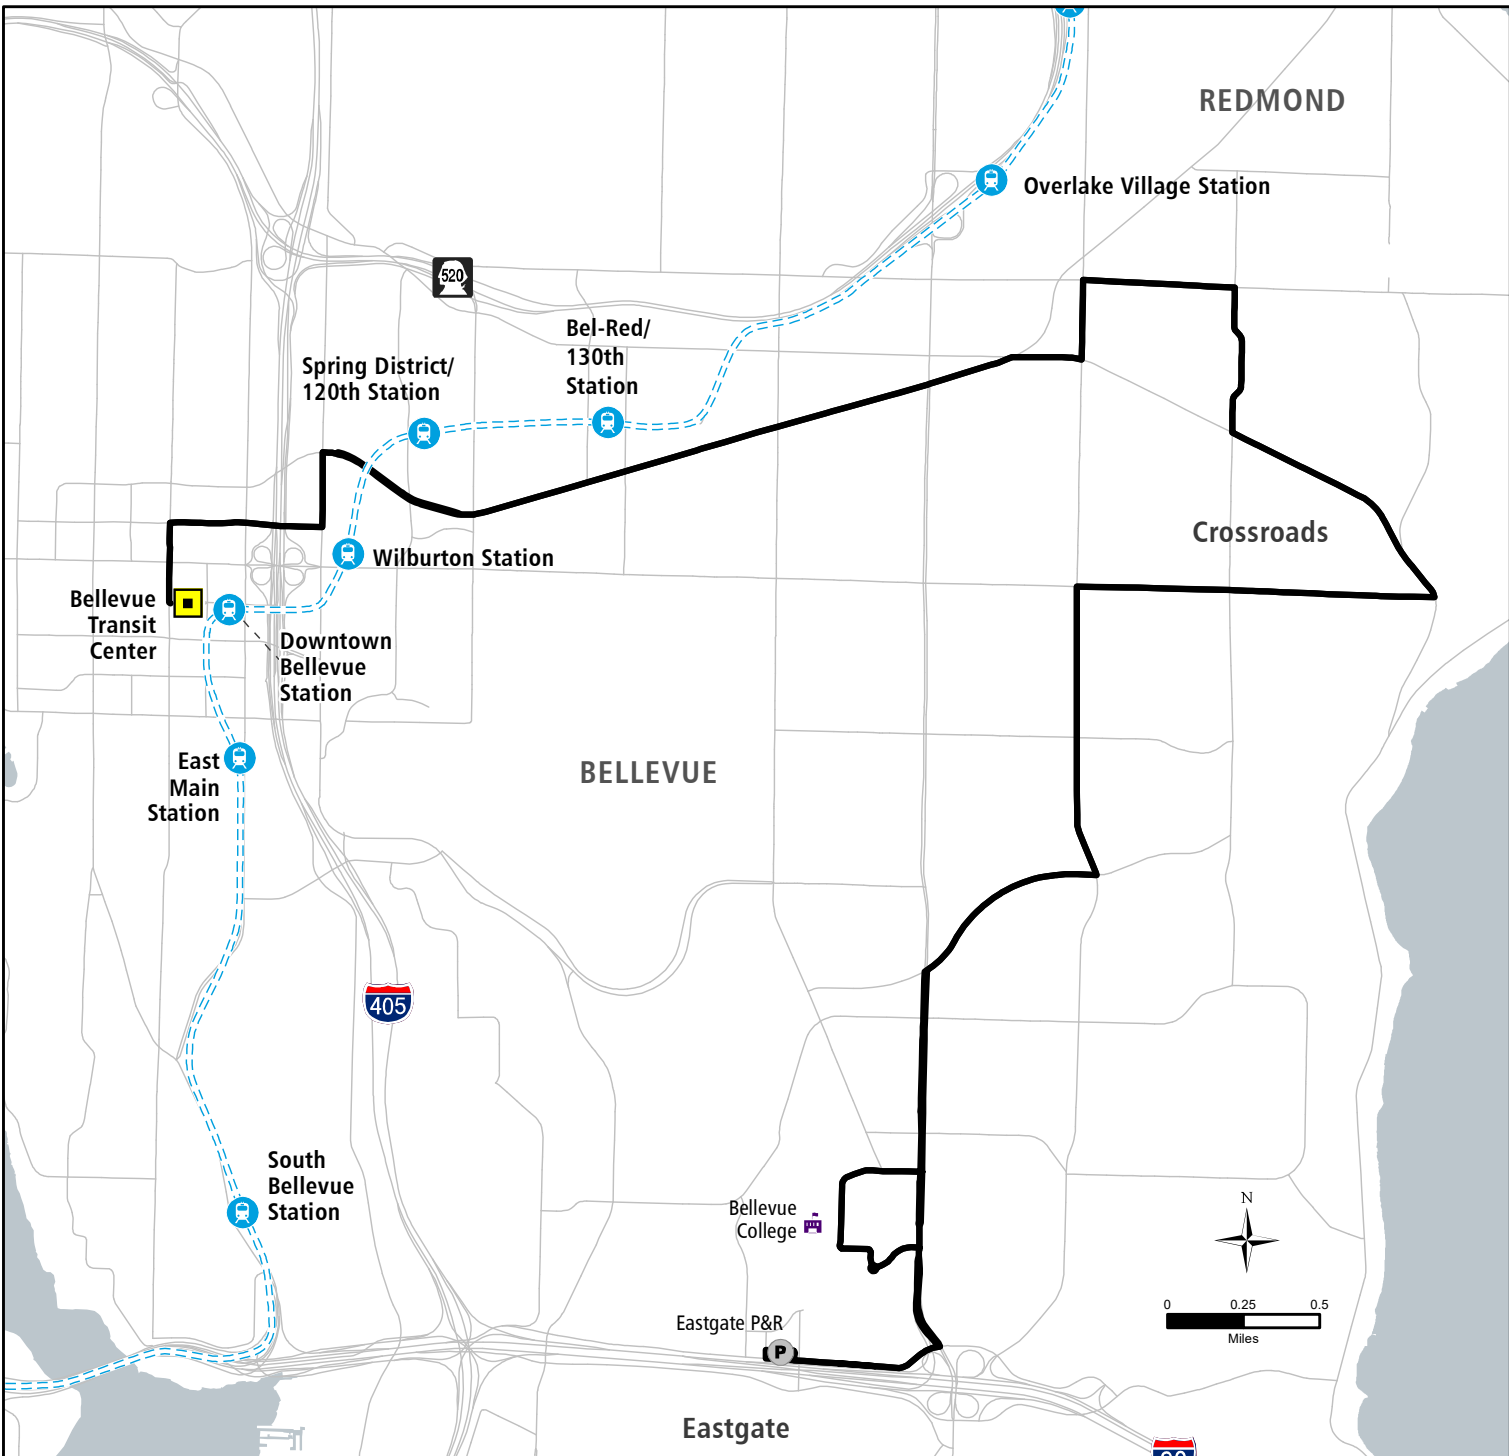 REDMOND
Overlake Village Station
520
Bel-Red/
130th
Station
Spring District/
120th Station
Crossroads
Wilburton Station
Bellevue
Transit
Center
Downtown
Bellevue
Station
East
Main
Station
BELLEVUE
405
South
Bellevue
Station
Bellevue
College
N
0 0.25 0.5
Miles
Eastgate P&R
P
Eastgate